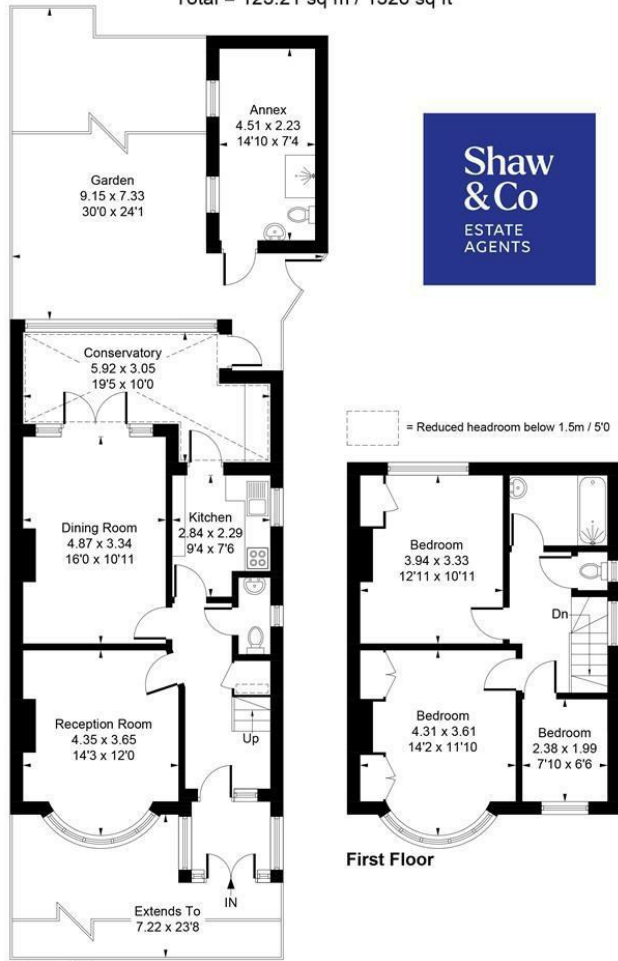 Total = 123.21 sq m / 1326 sq ft
Annex
4.51 x 2.23
14'10 x 7'4
Garden
9.15 x 7.33
30'0 x 24'1
Shaw
& Co
ESTATE
AGENTS
Conservatory
5.92 x 3.05
19'5 x 10'0
= Reduced headroom below 1.5m / 5'0
Dining Room
4.87 x 3.34
16'0 x 10'11
Kitchen
2.84 x 2.29
9'4 x 7'6
Reception Room
4.35 x 3.65
14'3 x 12'0
Up
IN
Extends To
7.22 x 23'8
Bedroom
3.94 x 3.33
12'11 x 10'11
Dn
Bedroom
4.31 x 3.61
14'2 x 11'10
Bedroom
2.38 x 1.99
7'10 x 6'6
First Floor